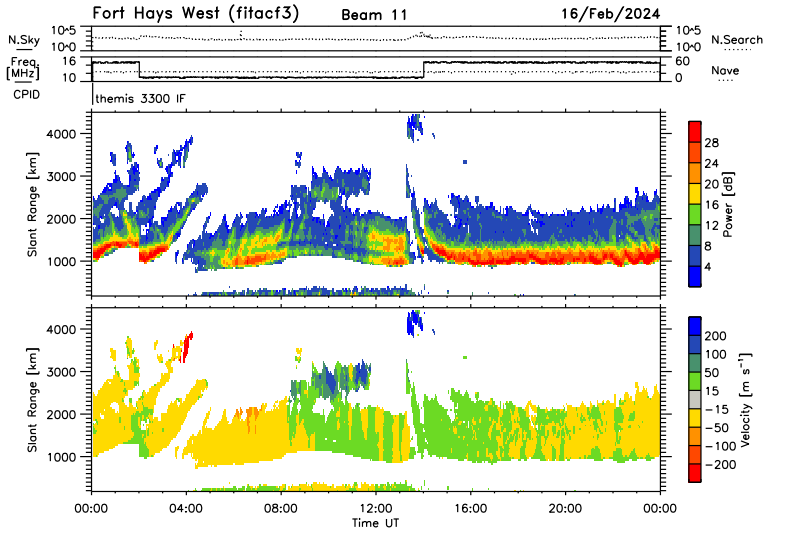 Fort Hays West (fitacf3) Beam 11 16/Feb/2024
N.Sky
10^5
10^0
10^5
10^0
N.Search
Freq.
[MHz]
16
10
60
0
Nave
CPID
themis 3300 IF
Slant Range [km]
4000
3000
2000
1000
28
24
20
16
12
8
4
Power [dB]
Slant Range [km]
4000
3000
2000
1000
200
100
50
15
-15
-50
-100
-200
Velocity [m s⁻¹]
00:00 04:00 08:00 12:00 16:00 20:00 00:00
Time UT